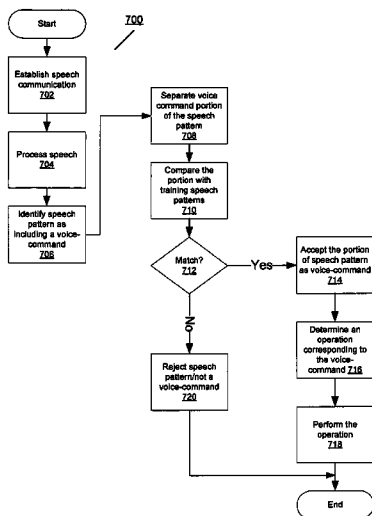 Start
700
Establish speech
communication
702
Process speech
704
Identify speech
pattern as
including a voice-
command 706
Separate voice
command portion
of the speech
pattern
708
Compare the
portion with
training speech
patterns
710
Match?
712
Yes
No
Accept the portion
of speech pattern
as voice-command
714
Determine an
operation
corresponding to
the voice-
command 716
Perform the
operation
718
Reject speech
pattern/not a
voice-command
720
End